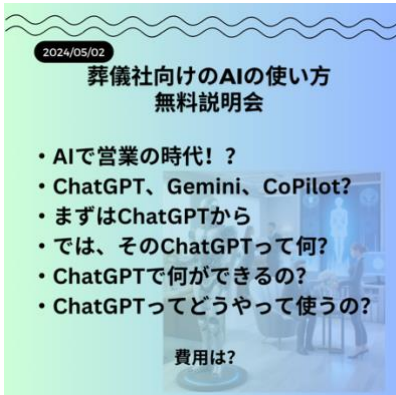 2024/05/02
葬儀社向けのAIの使い方
無料説明会
・AIで営業の時代！？
・ChatGPT、Gemini、CoPilot？
・まずはChatGPTから
・では、そのChatGPTって何？
・ChatGPTで何ができるの？
・ChatGPTってどうやって使うの？
費用は？